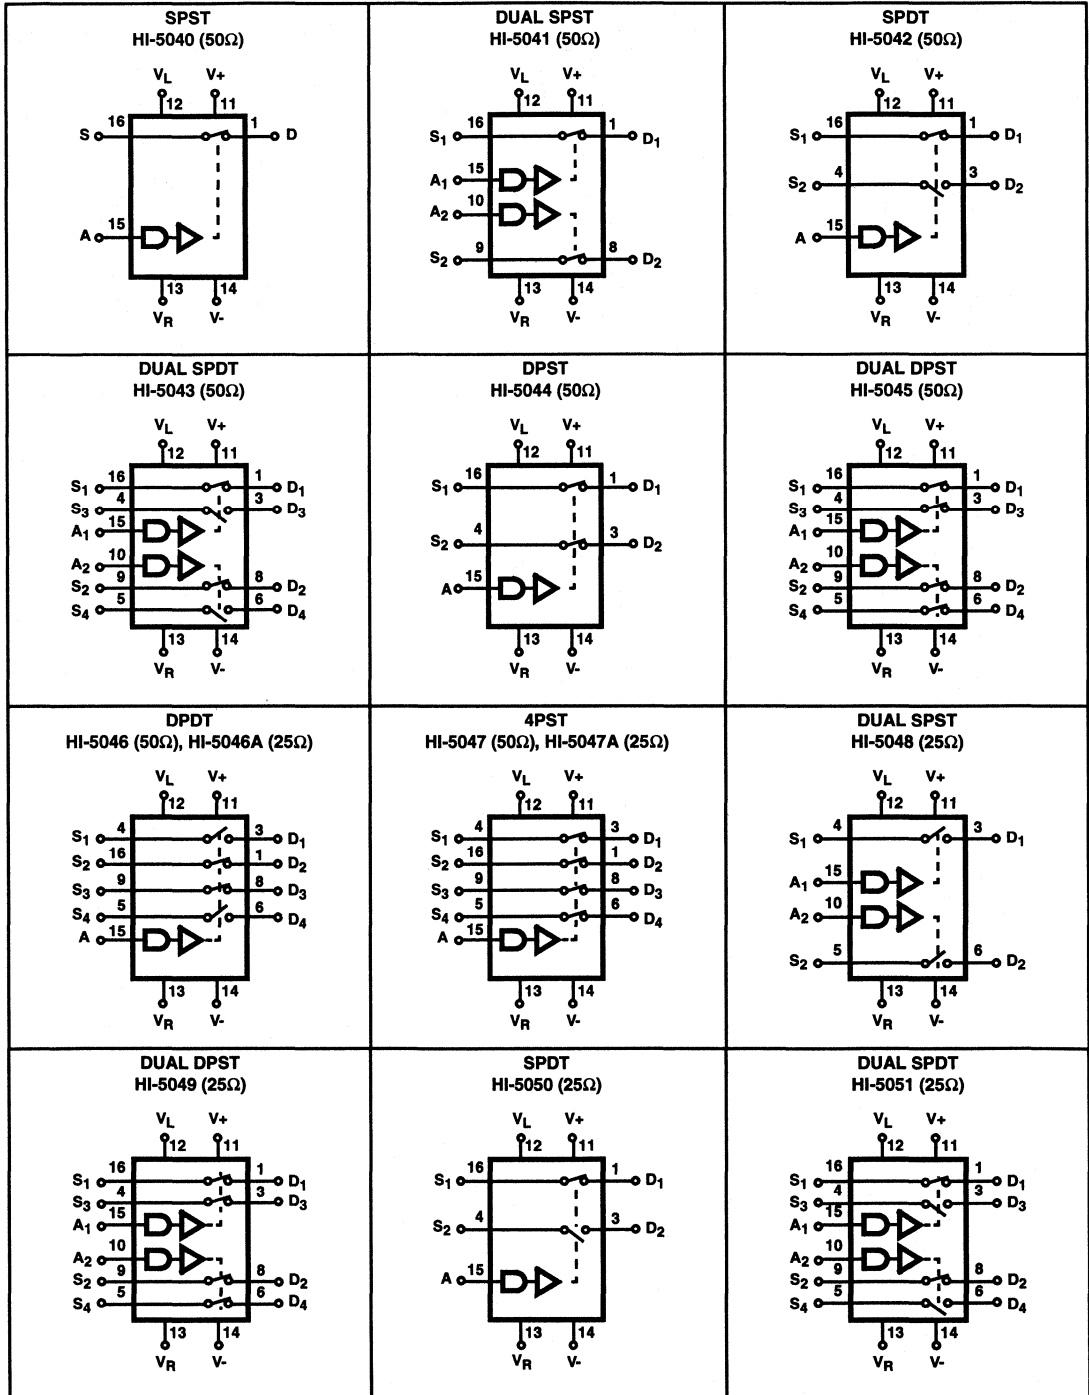 SPST
HI-5040 (50Ω)
VL V+
12 11
S 16 1 D
A 15
13 14
VR V-
DUAL SPST
HI-5041 (50Ω)
VL V+
12 11
S1 16 1 D1
A1 15
A2 10
S2 9 8 D2
13 14
VR V-
SPDT
HI-5042 (50Ω)
VL V+
12 11
S1 16 1 D1
S2 4 3 D2
A 15
13 14
VR V-
DUAL SPDT
HI-5043 (50Ω)
VL V+
12 11
S1 16 1 D1
S3 4 3 D3
A1 15
A2 10
S2 9 8 D2
S4 5 6 D4
13 14
VR V-
DPST
HI-5044 (50Ω)
VL V+
12 11
S1 16 1 D1
S2 4 3 D2
A 15
13 14
VR V-
DUAL DPST
HI-5045 (50Ω)
VL V+
12 11
S1 16 1 D1
S3 4 3 D3
A1 15
A2 10
S2 9 8 D2
S4 5 6 D4
13 14
VR V-
DPDT
HI-5046 (50Ω), HI-5046A (25Ω)
VL V+
12 11
S1 4 3 D1
S2 16 1 D2
S3 9 8 D3
S4 5 6 D4
A 15
13 14
VR V-
4PST
HI-5047 (50Ω), HI-5047A (25Ω)
VL V+
12 11
S1 4 3 D1
S2 16 1 D2
S3 9 8 D3
S4 5 6 D4
A 15
13 14
VR V-
DUAL SPST
HI-5048 (25Ω)
VL V+
12 11
S1 4 3 D1
A1 15
A2 10
S2 5 6 D2
13 14
VR V-
DUAL DPST
HI-5049 (25Ω)
VL V+
12 11
S1 16 1 D1
S3 4 3 D3
A1 15
A2 10
S2 9 8 D2
S4 5 6 D4
13 14
VR V-
SPDT
HI-5050 (25Ω)
VL V+
12 11
S1 16 1 D1
S2 4 3 D2
A 15
13 14
VR V-
DUAL SPDT
HI-5051 (25Ω)
VL V+
12 11
S1 16 1 D1
S3 4 3 D3
A1 15
A2 10
S2 9 8 D2
S4 5 6 D4
13 14
VR V-